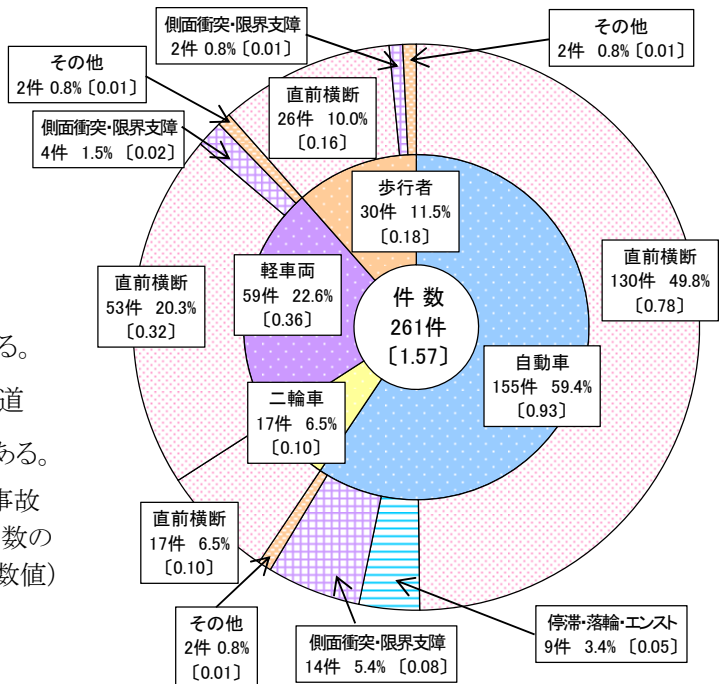 側面衝突・限界支障
2件 0.8% 〔0.01〕
その他
2件 0.8% 〔0.01〕
その他
2件 0.8% 〔0.01〕
直前横断
26件 10.0%
〔0.16〕
側面衝突・限界支障
4件 1.5% 〔0.02〕
歩行者
30件 11.5%
〔0.18〕
直前横断
130件 49.8%
〔0.78〕
直前横断
53件 20.3%
〔0.32〕
軽車両
59件 22.6%
〔0.36〕
件 数
261件
〔1.57〕
自動車
155件 59.4%
〔0.93〕
二輪車
17件 6.5%
〔0.10〕
る。
道
ある。
事故
数の
数値)
直前横断
17件 6.5%
〔0.10〕
その他
2件 0.8%
〔0.01〕
側面衝突・限界支障
14件 5.4% 〔0.08〕
停滞・落輪・エンスト
9件 3.4% 〔0.05〕